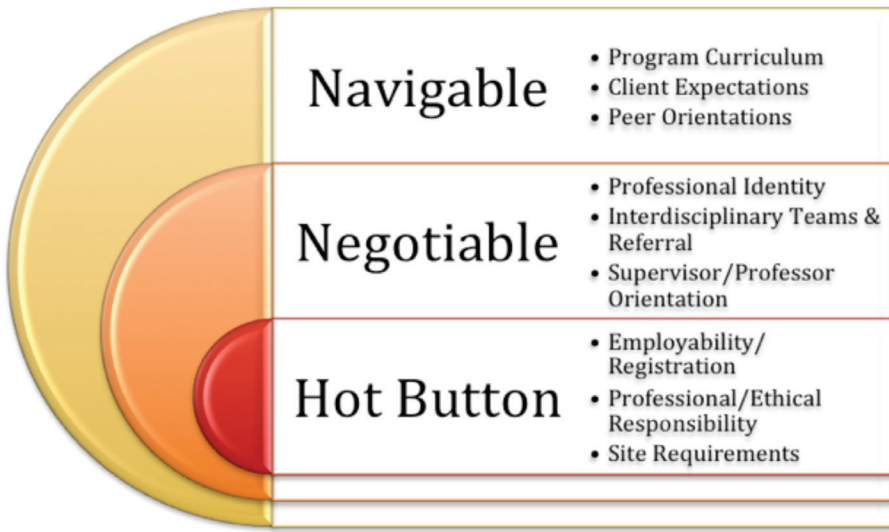 Navigable
• Program Curriculum
• Client Expectations
• Peer Orientations
Negotiable
• Professional Identity
• Interdisciplinary Teams &
Referral
• Supervisor/Professor
Orientation
Hot Button
• Employability/
Registration
• Professional/Ethical
Responsibility
• Site Requirements